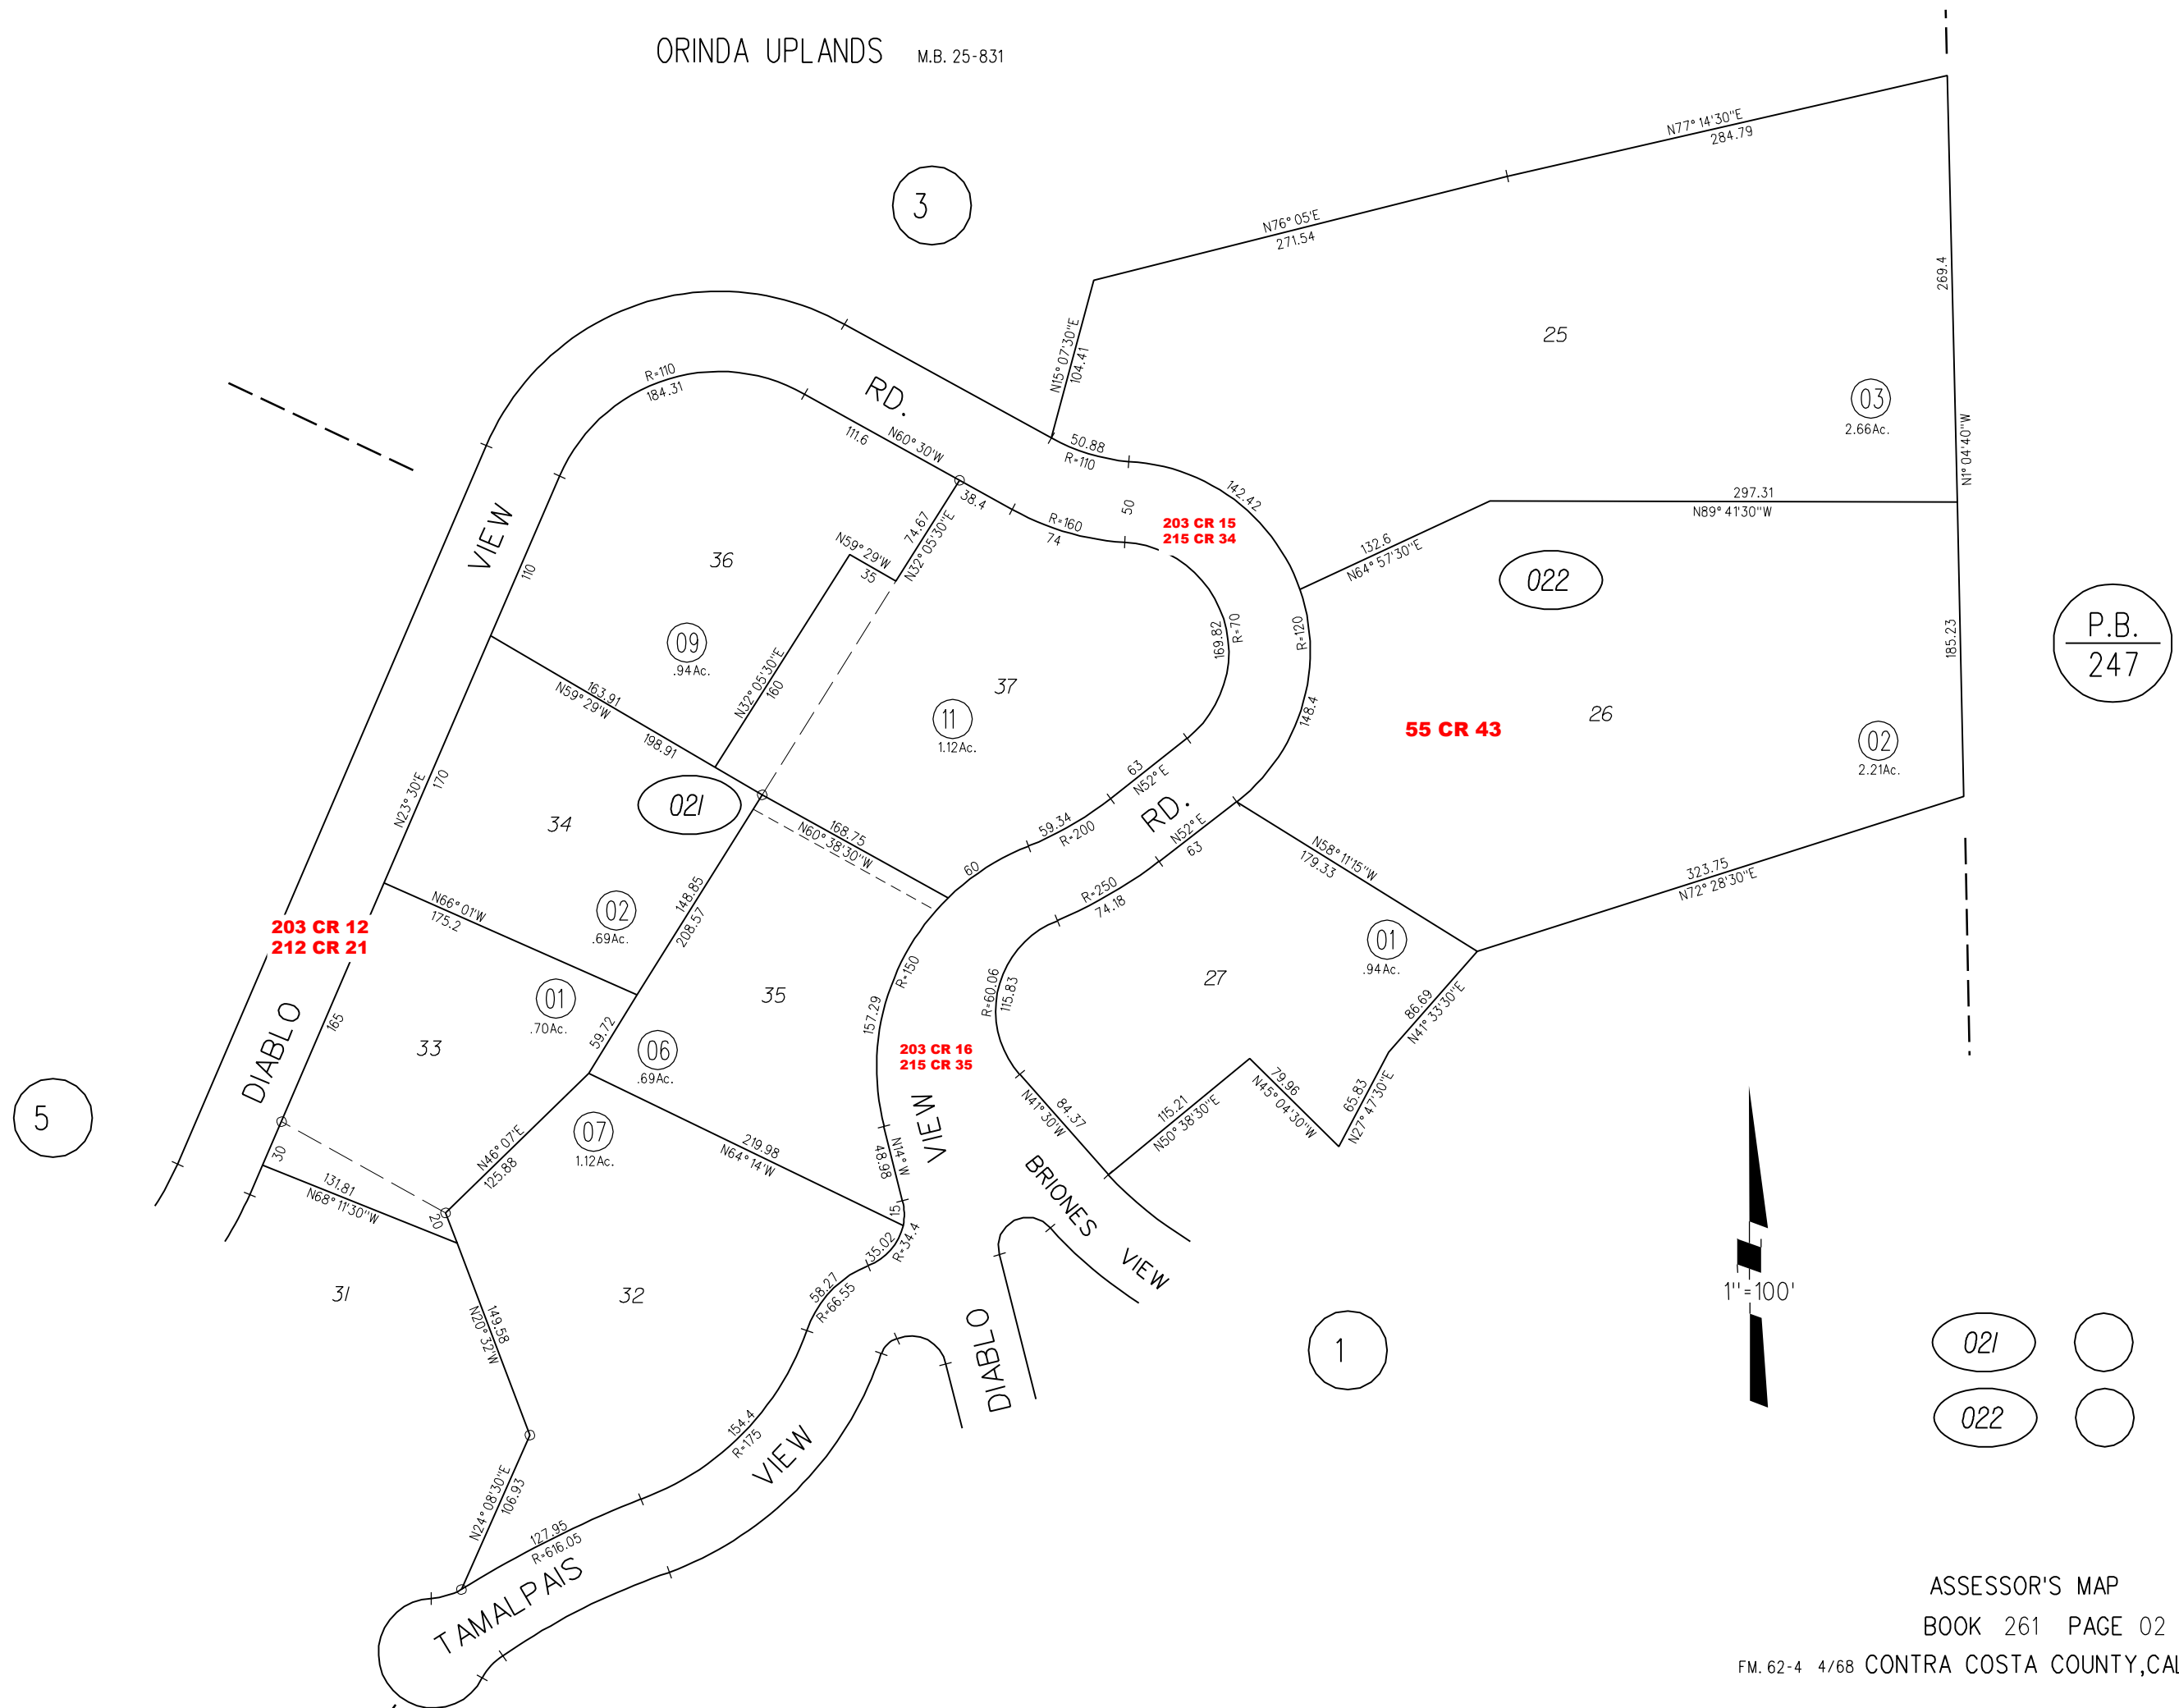 ORINDA UPLANDS M.B. 25-831
3
N77° 14'30"E
284.79
N76° 05'E
271.54
N15° 07'30"E
104.41
269.4
N1° 04'40"W
25
03
2.66Ac.
R=110
184.31
RD.
N60° 30'W
111.6
38.4
50.88
R=110
142.42
50
R=160
74
203 CR 15
215 CR 34
297.31
N89° 41'30"W
132.6
N64° 57'30"E
022
VIEW
110
36
74.67
N32° 05'30"E
N59° 29'W
35
09
.94Ac.
N32° 05'30"E
160
163.91
N59° 29'W
198.91
37
11
1.12Ac.
169.82
R=70
R=120
148.4
185.23
P.B.
247
55 CR 43
26
02
2.21Ac.
63
N52° E
021
N23° 30'E
170
34
168.75
N60° 38'30"W
59.34
R=200
60
RD.
N52° E
63
N58° 11'15"W
179.33
323.75
N72° 28'30"E
N66° 01'W
175.2
02
.69Ac.
148.85
208.57
R=250
74.18
203 CR 12
212 CR 21
01
.94Ac.
R=150
157.29
R=60.06
115.83
27
35
01
.70Ac.
59.72
06
.69Ac.
86.69
N41° 33'30"E
DIABLO
165
33
203 CR 16
215 CR 35
VIEW
N41° 30'W
84.37
115.21
N50° 38'30"E
79.96
N45° 04'30"W
65.83
N27° 47'30"E
5
30
131.81
N68° 11'30"W
N46° 07'E
125.88
20
07
1.12Ac.
219.98
N64° 14'W
N14° W
48.98
15
35.02
R=34.4
BRIONES VIEW
31
32
149.58
N20° 32'W
58.27
R=66.55
DIABLO
1
1"=100'
021
022
154.4
R=175
VIEW
N24° 08'30"E
106.93
127.95
R=616.05
TAMALPAIS
ASSESSOR'S MAP
BOOK 261 PAGE 02
FM. 62-4 4/68 CONTRA COSTA COUNTY,CAL